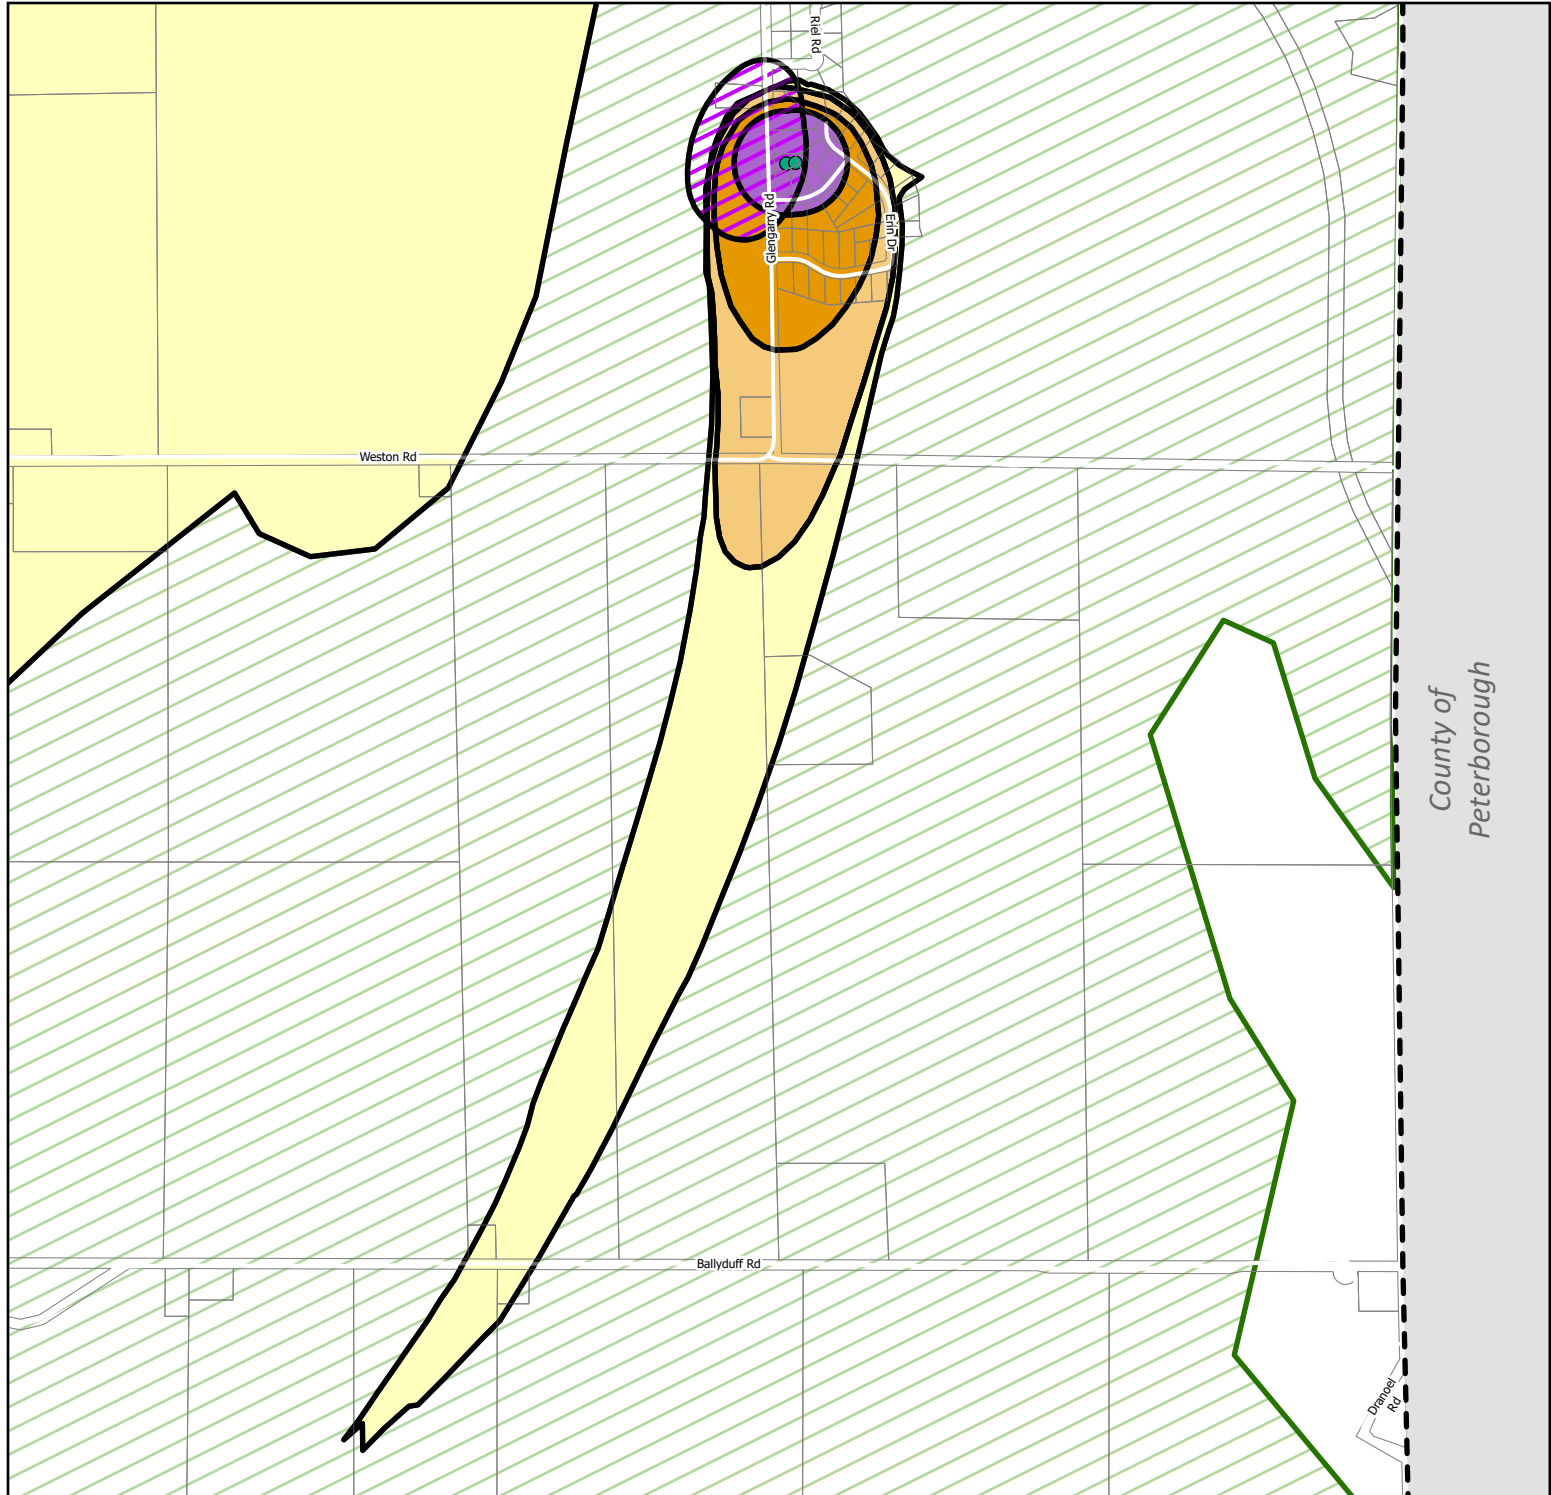 Riel Rd
Glengarry Rd
Erin Dr
Weston Rd
County of
Peterborough
Ballyduff Rd
Dranoel
Rd